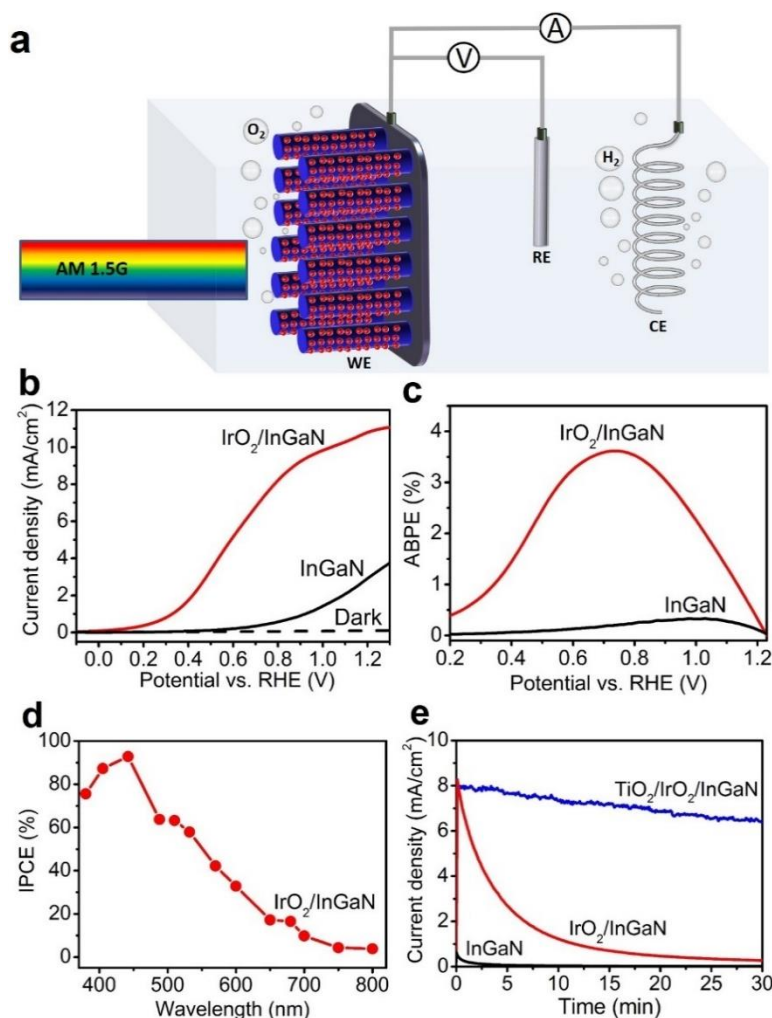 a
A
V
O₂
H₂
AM 1.5G
RE
CE
WE
b
12
10
8
6
4
2
0
Current density (mA/cm²)
IrO₂/InGaN
InGaN
Dark
0.0 0.2 0.4 0.6 0.8 1.0 1.2
Potential vs. RHE (V)
c
4
3
2
1
0
ABPE (%)
IrO₂/InGaN
InGaN
0.2 0.4 0.6 0.8 1.0 1.2
Potential vs. RHE (V)
d
100
80
60
40
20
0
IPCE (%)
IrO₂/InGaN
400 500 600 700 800
Wavelength (nm)
e
10
8
6
4
2
0
Current density (mA/cm²)
TiO₂/IrO₂/InGaN
IrO₂/InGaN
InGaN
0 5 10 15 20 25 30
Time (min)